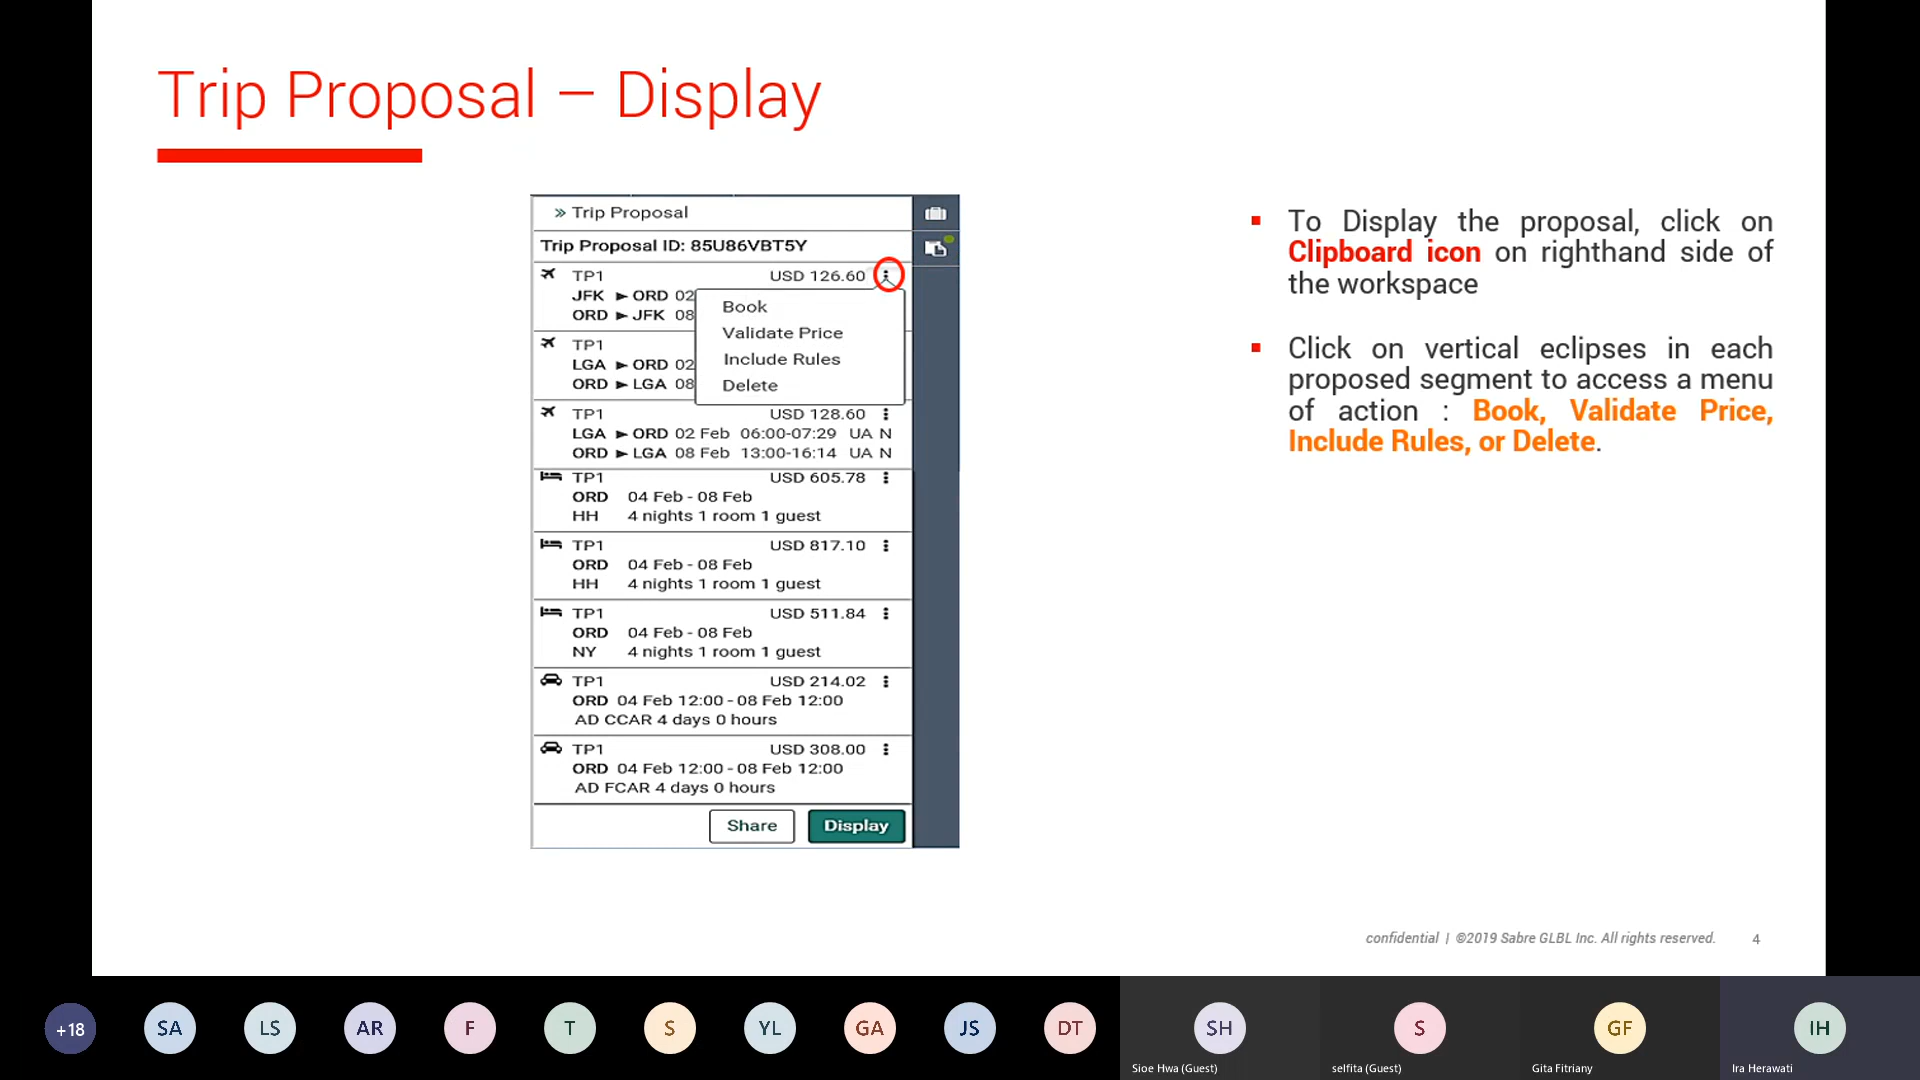 Trip Proposal – Display
» Trip Proposal
Trip Proposal ID: 85U86VBT5Y
TP1 USD 126.60
JFK ► ORD 02
ORD ► JFK 08
Book
Validate Price
Include Rules
Delete
TP1
LGA ► ORD 02
ORD ► LGA 08
TP1 USD 128.60
LGA ► ORD 02 Feb 06:00-07:29 UA N
ORD ► LGA 08 Feb 13:00-16:14 UA N
TP1 USD 605.78
ORD 04 Feb - 08 Feb
HH 4 nights 1 room 1 guest
TP1 USD 817.10
ORD 04 Feb - 08 Feb
HH 4 nights 1 room 1 guest
TP1 USD 511.84
ORD 04 Feb - 08 Feb
NY 4 nights 1 room 1 guest
TP1 USD 214.02
ORD 04 Feb 12:00 - 08 Feb 12:00
AD CCAR 4 days 0 hours
TP1 USD 308.00
ORD 04 Feb 12:00 - 08 Feb 12:00
AD FCAR 4 days 0 hours
Share Display
To Display the proposal, click on
Clipboard icon on righthand side of
the workspace
Click on vertical eclipses in each
proposed segment to access a menu
of action : Book, Validate Price,
Include Rules, or Delete.
confidential | ©2019 Sabre GLBL Inc. All rights reserved. 4
+18 SA LS AR F T S YL GA JS DT SH S GF IH
Sioe Hwa (Guest) selfita (Guest) Gita Fitriany Ira Herawati